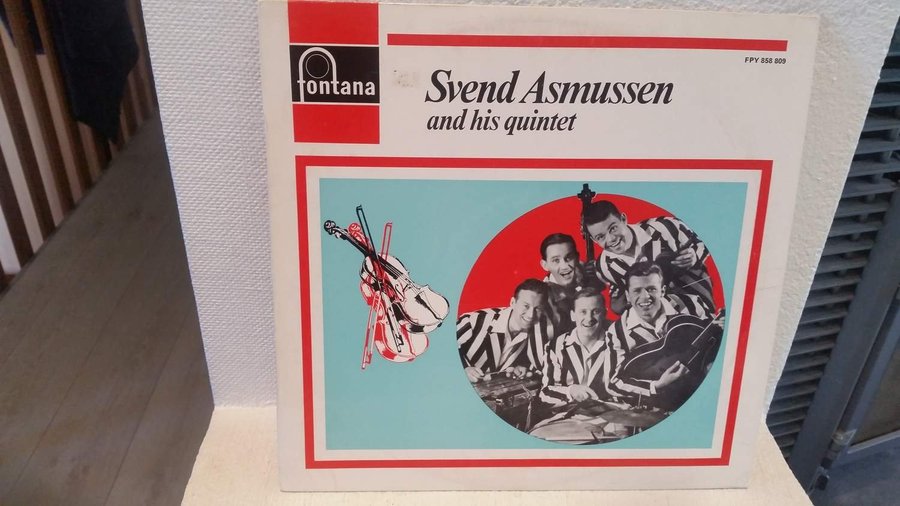 fontana
FPY 858 809
Svend Asmussen
and his quintet